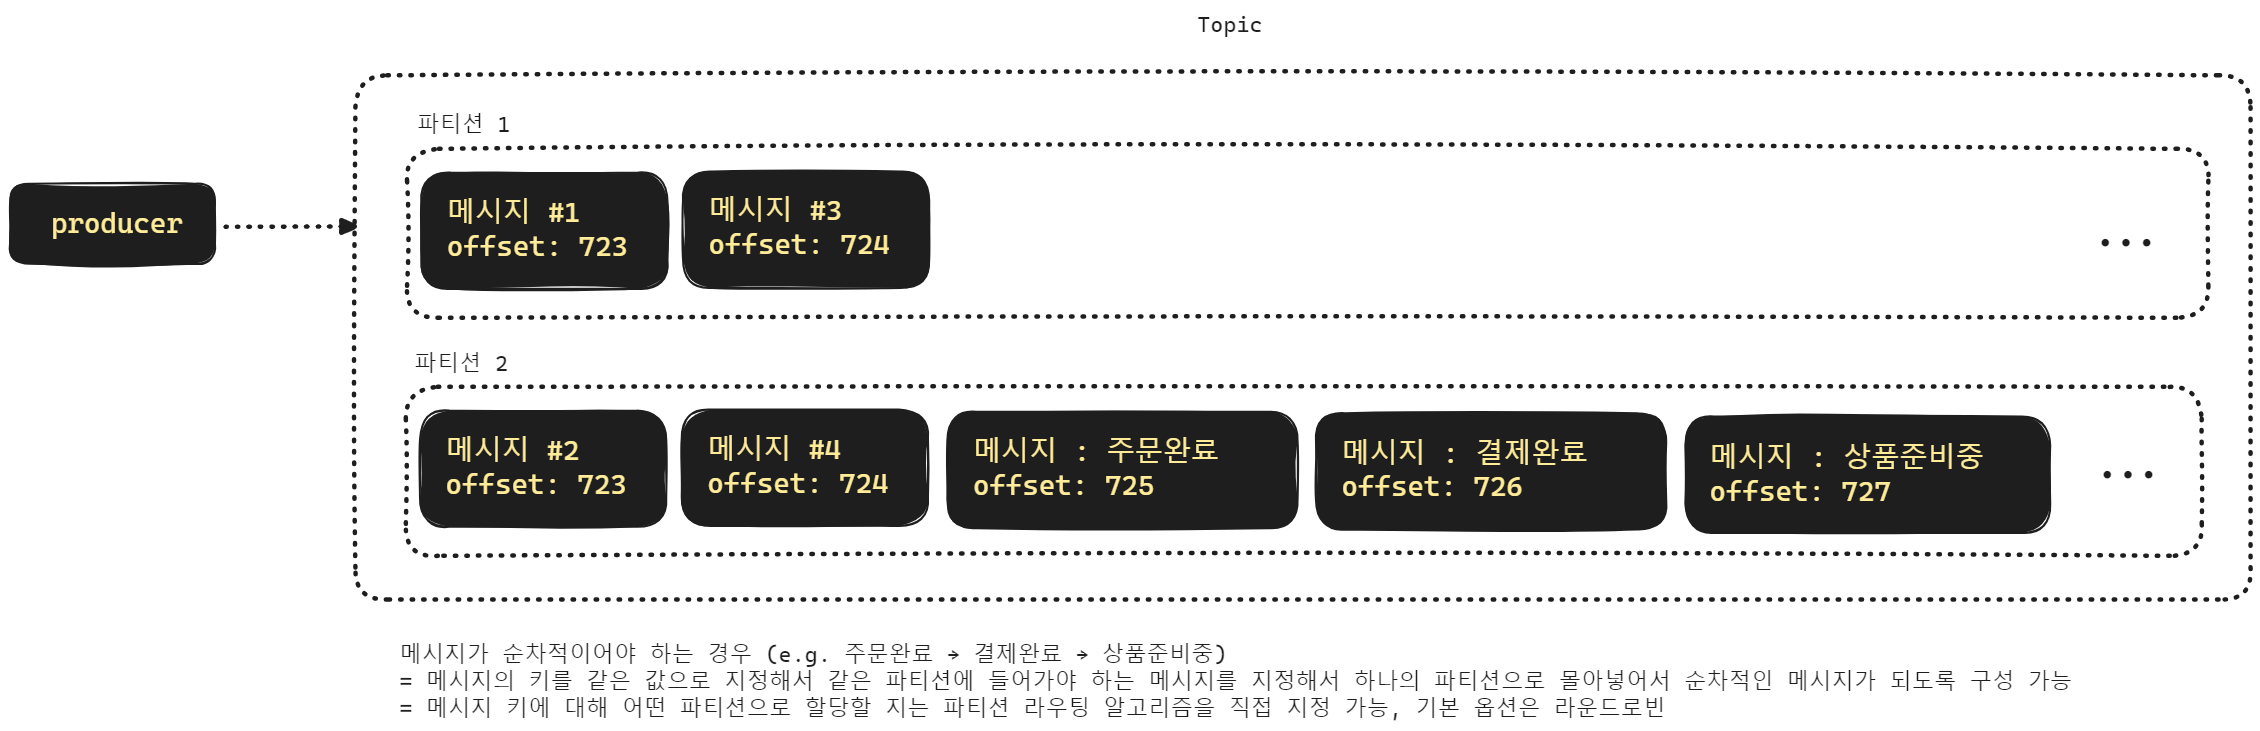 Topic
파티션 1
producer
메시지 #1
offset: 723
메시지 #3
offset: 724
...
파티션 2
메시지 #2
offset: 723
메시지 #4
offset: 724
메시지 : 주문완료
offset: 725
메시지 : 결제완료
offset: 726
메시지 : 상품준비중
offset: 727
...
메시지가 순차적이어야 하는 경우 (e.g. 주문완료 → 결제완료 → 상품준비중)
= 메시지의 키를 같은 값으로 지정해서 같은 파티션에 들어가야 하는 메시지를 지정해서 하나의 파티션으로 몰아넣어서 순차적인 메시지가 되도록 구성 가능
= 메시지 키에 대해 어떤 파티션으로 할당할 지는 파티션 라우팅 알고리즘을 직접 지정 가능, 기본 옵션은 라운드로빈